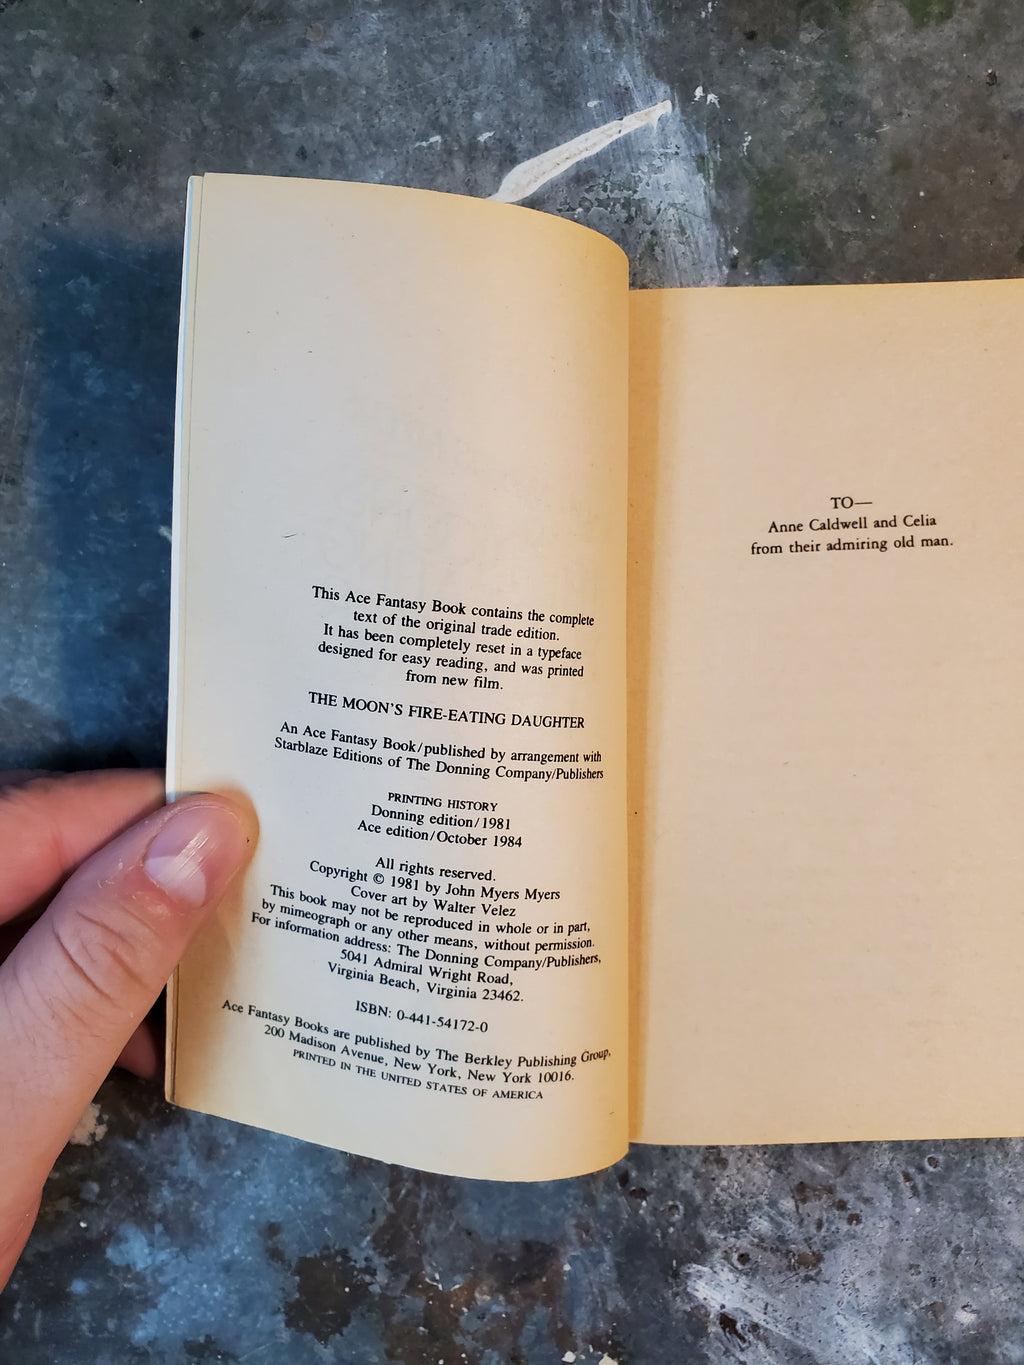 This Ace Fantasy Book contains the complete
text of the original trade edition.
It has been completely reset in a typeface
designed for easy reading, and was printed
from new film.
THE MOON'S FIRE-EATING DAUGHTER
An Ace Fantasy Book/published by arrangement with
Starblaze Editions of The Donning Company/Publishers
PRINTING HISTORY
Donning edition/1981
Ace edition/October 1984
All rights reserved.
Copyright © 1981 by John Myers Myers
Cover art by Walter Velez
This book may not be reproduced in whole or in part,
by mimeograph or any other means, without permission.
For information address: The Donning Company/Publishers,
5041 Admiral Wright Road,
Virginia Beach, Virginia 23462.
ISBN: 0-441-54172-0
Ace Fantasy Books are published by The Berkley Publishing Group,
200 Madison Avenue, New York, New York 10016.
PRINTED IN THE UNITED STATES OF AMERICA
TO—
Anne Caldwell and Celia
from their admiring old man.